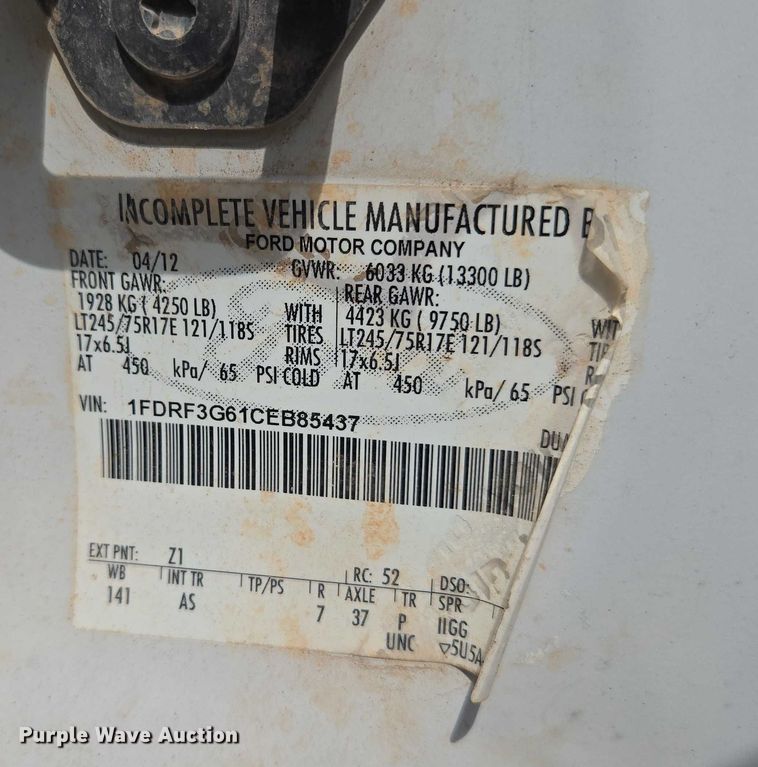 INCOMPLETE VEHICLE MANUFACTURED
FORD MOTOR COMPANY
DATE: 04/12 GVWR: 6033 KG (13300 LB)
FRONT GAWR: REAR GAWR:
1928 KG ( 4250 LB) WITH 4423 KG ( 9750 LB)
LT245/75R17E 121/118S TIRES LT245/75R17E 121/118S
17x6.5J RIMS 17x6.5J
AT 450 kPa/ 65 PSI COLD AT 450 kPa/ 65 PSI
VIN: 1FDRF3G61CEB85437
EXT PNT: Z1 RC: 52 DSO:
WB INT TR TP/PS R AXLE TR SPR
141 AS 7 37 P IIGG
UNC ▽5U5A
Purple Wave Auction